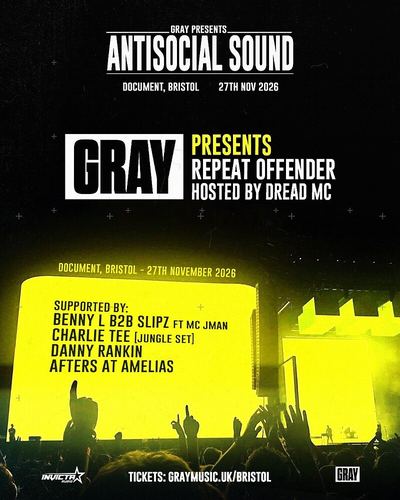 GRAY PRESENTS
ANTISOCIAL SOUND
DOCUMENT, BRISTOL 27TH NOV 2026
GRAY
PRESENTS
REPEAT OFFENDER
HOSTED BY DREAD MC
DOCUMENT, BRISTOL - 27TH NOVEMBER 2026
SUPPORTED BY:
BENNY L B2B SLIPZ FT MC JMAN
CHARLIE TEE [JUNGLE SET]
DANNY RANKIN
AFTERS AT AMELIAS
INVICTA
AUDIO
TICKETS: GRAYMUSIC.UK/BRISTOL
GRAY